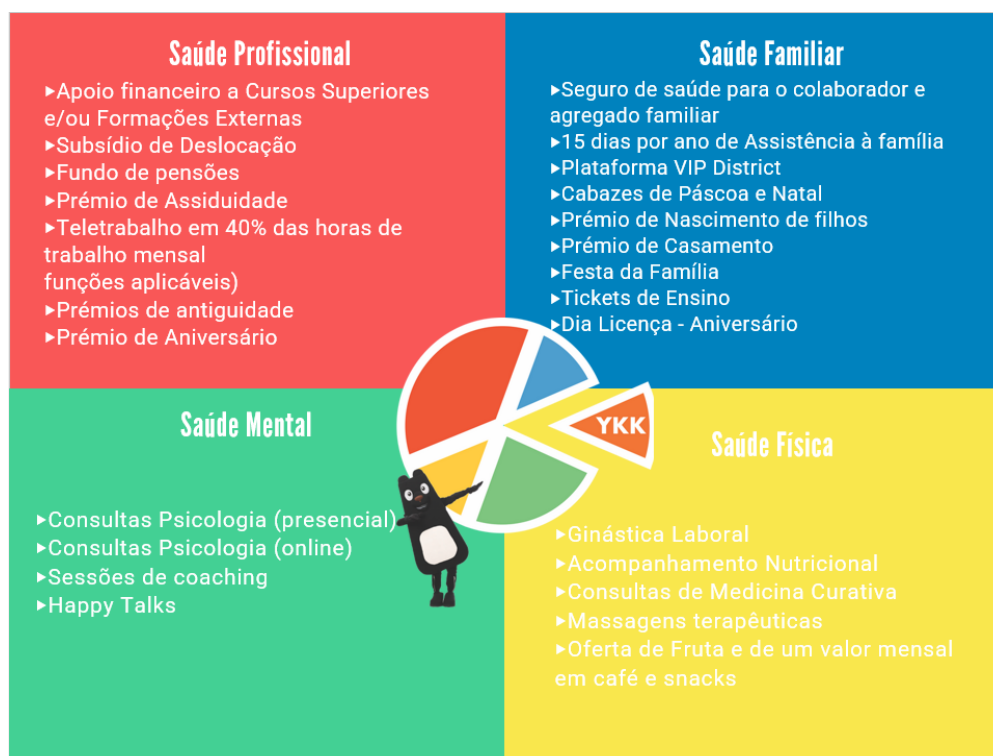 Saúde Profissional
▸Apoio financeiro a Cursos Superiores
e/ou Formações Externas
▸Subsídio de Deslocação
▸Fundo de pensões
▸Prémio de Assiduidade
▸Teletrabalho em 40% das horas de
trabalho mensal
funções aplicáveis)
▸Prémios de antiguidade
▸Prémio de Aniversário
Saúde Familiar
▸Seguro de saúde para o colaborador e
agregado familiar
▸15 dias por ano de Assistência à família
▸Plataforma VIP District
▸Cabazes de Páscoa e Natal
▸Prémio de Nascimento de filhos
▸Prémio de Casamento
▸Festa da Família
▸Tickets de Ensino
▸Dia Licença - Aniversário
YKK
Saúde Mental
▸Consultas Psicologia (presencial)
▸Consultas Psicologia (online)
▸Sessões de coaching
▸Happy Talks
Saúde Física
▸Ginástica Laboral
▸Acompanhamento Nutricional
▸Consultas de Medicina Curativa
▸Massagens terapêuticas
▸Oferta de Fruta e de um valor mensal
em café e snacks